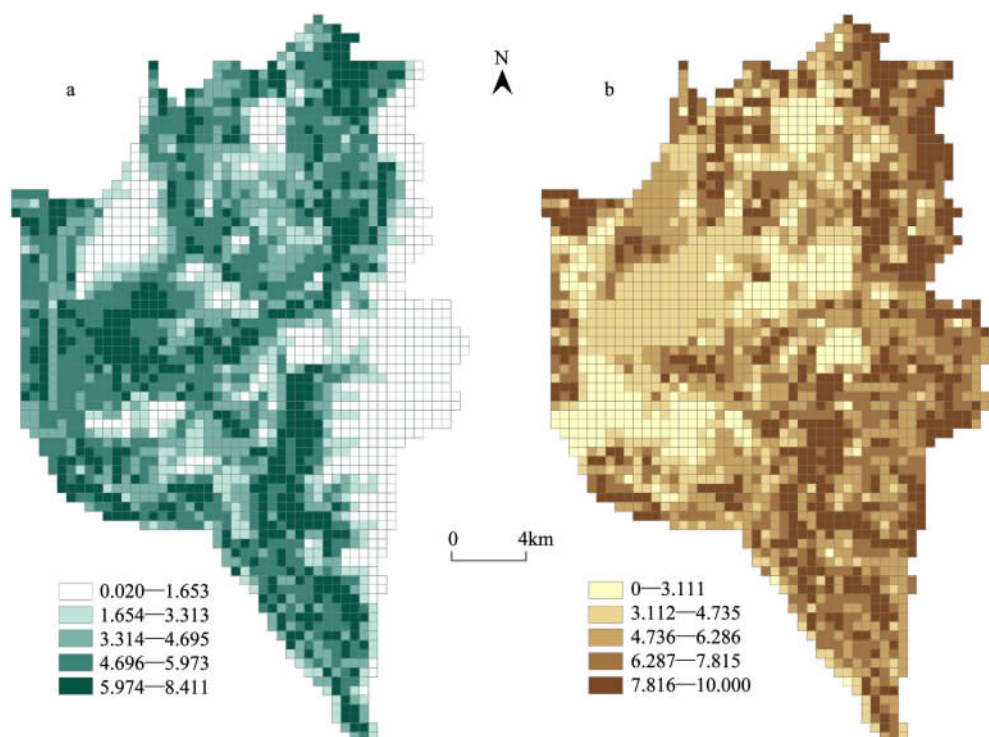 a
N
b
0 4km
0.020—1.653
1.654—3.313
3.314—4.695
4.696—5.973
5.974—8.411
0—3.111
3.112—4.735
4.736—6.286
6.287—7.815
7.816—10.000